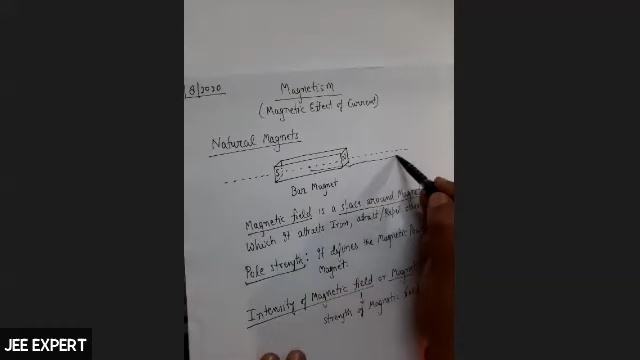 /8/2020
Magnetism
(Magnetic Effect of Current)
Natural Magnets
S
Bar Magnet
Magnetic field is a space around Magnet
which it attracts Iron, attract/Repel
Pole strength: It defines the Magnetic
Magnet.
Intensity of Magnetic field or
strength of Magnetic field
JEE EXPERT